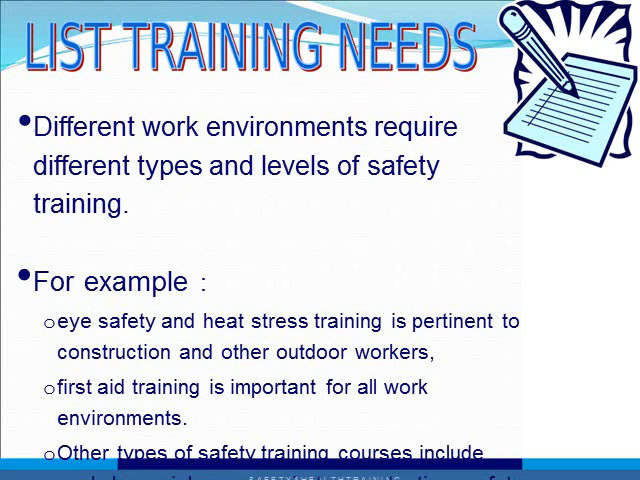 LIST TRAINING NEEDS
•Different work environments require
different types and levels of safety
training.
•For example :
oeye safety and heat stress training is pertinent to
construction and other outdoor workers,
ofirst aid training is important for all work
environments.
oOther types of safety training courses include
SAFETY4HEALTHTRAINING